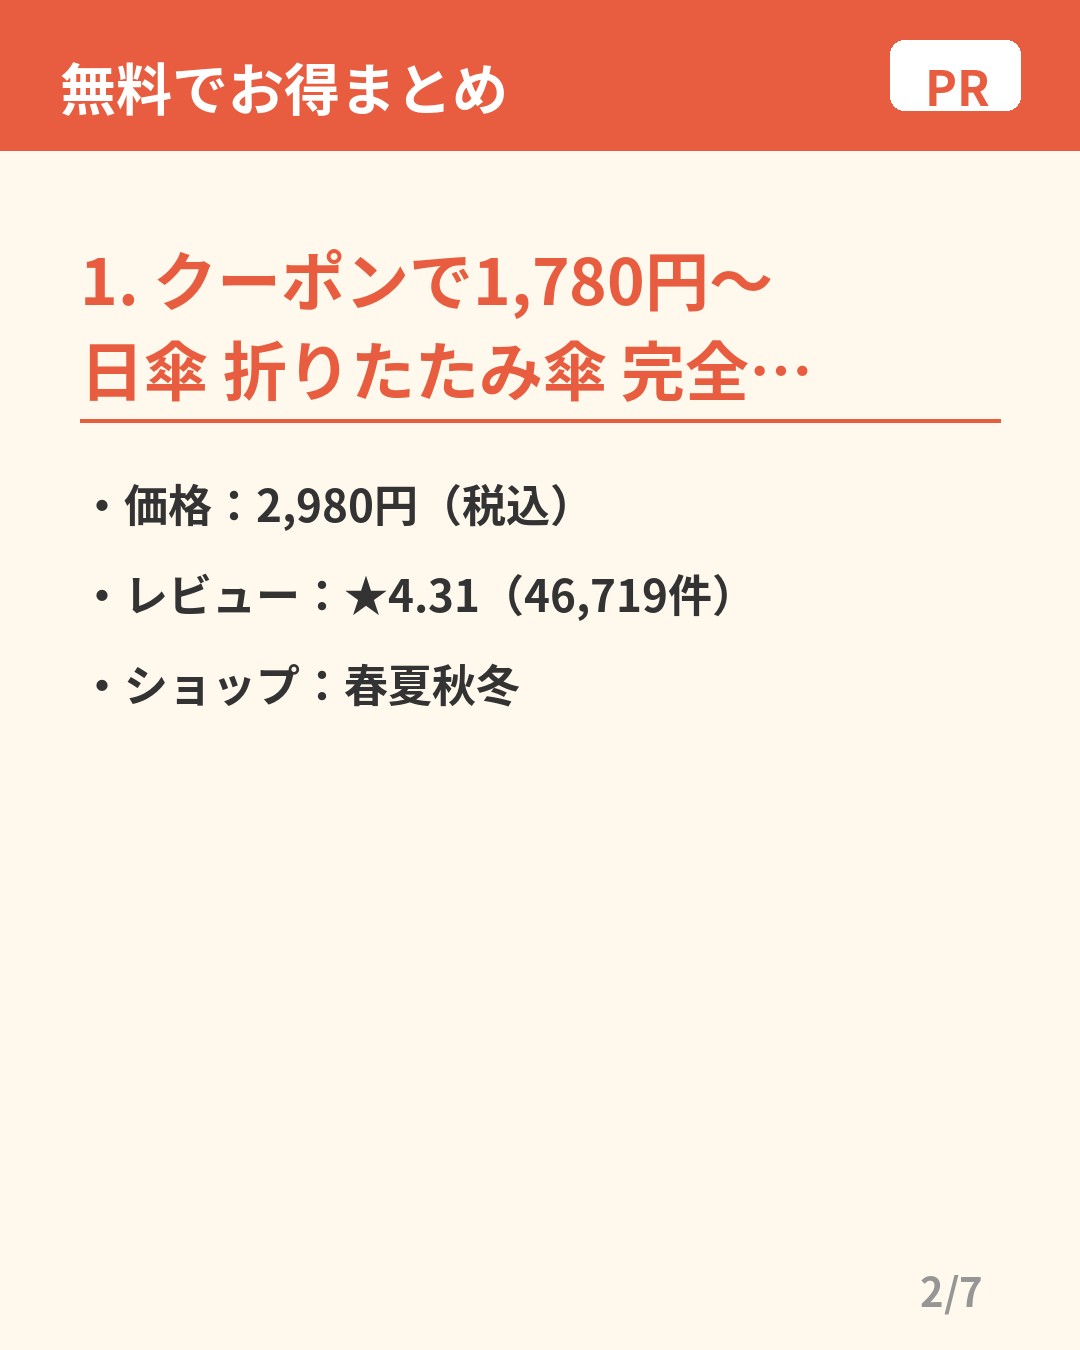 無料でお得まとめ
PR
1. クーポンで1,780円〜
日傘 折りたたみ傘 完全…
・価格：2,980円（税込）
・レビュー：★4.31（46,719件）
・ショップ：春夏秋冬
2/7